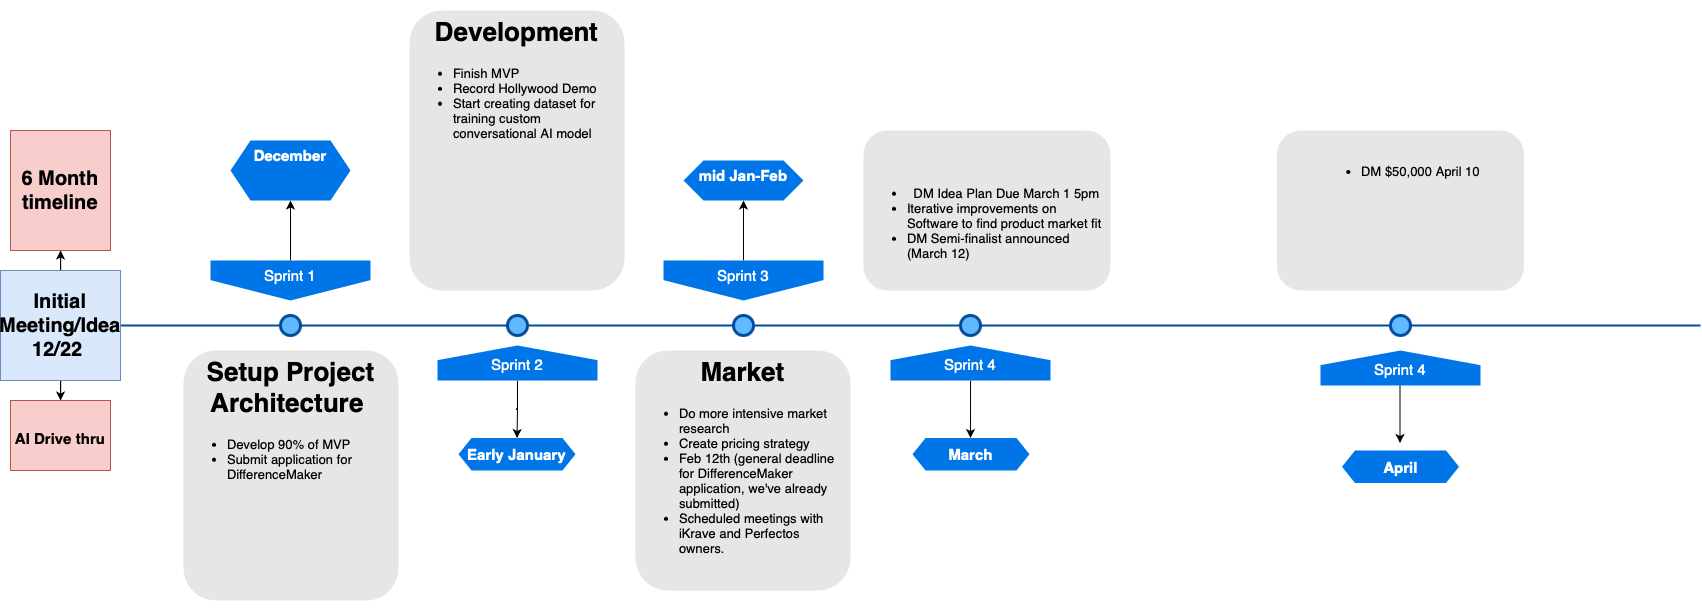 6 Month
timeline
Initial
Meeting/Idea
12/22
AI Drive thru
December
Sprint 1
Setup Project
Architecture
• Develop 90% of MVP
• Submit application for
DifferenceMaker
Development
• Finish MVP
• Record Hollywood Demo
• Start creating dataset for
training custom
conversational AI model
Sprint 2
Early January
mid Jan-Feb
Sprint 3
Market
• Do more intensive market
research
• Create pricing strategy
• Feb 12th (general deadline
for DifferenceMaker
application, we've already
submitted)
• Scheduled meetings with
iKrave and Perfectos
owners.
• DM Idea Plan Due March 1 5pm
• Iterative improvements on
Software to find product market fit
• DM Semi-finalist announced
(March 12)
Sprint 4
March
• DM $50,000 April 10
Sprint 4
April